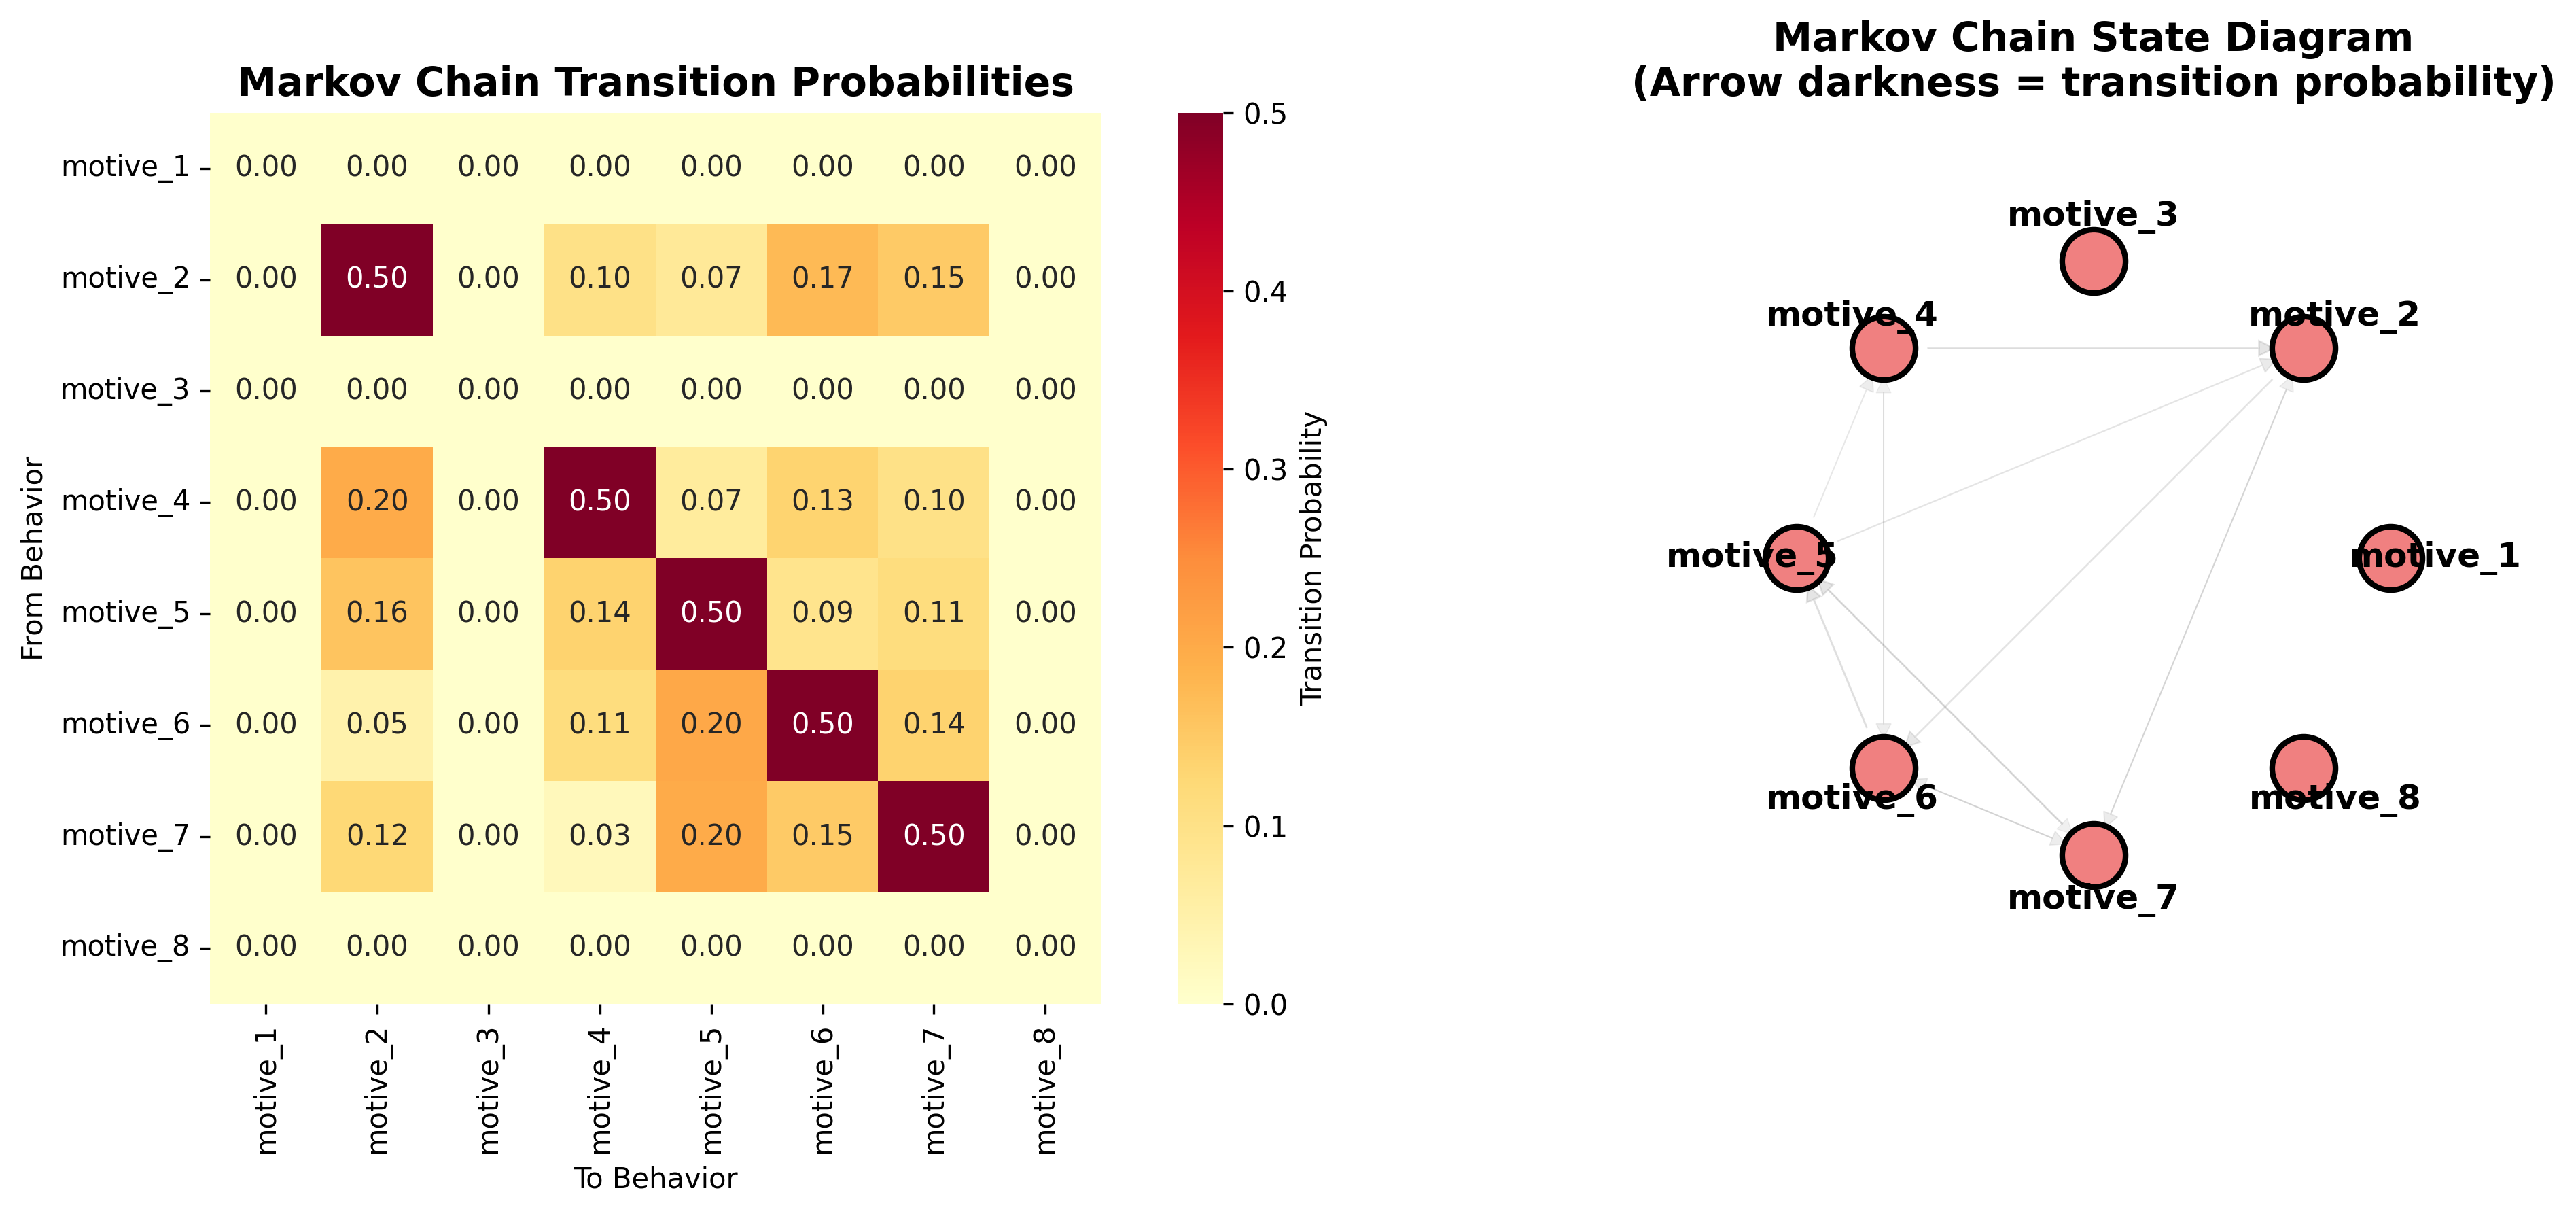 Markov Chain Transition Probabilities
From Behavior
motive_1 0.00 0.00 0.00 0.00 0.00 0.00 0.00 0.00
motive_2 0.00 0.50 0.00 0.10 0.07 0.17 0.15 0.00
motive_3 0.00 0.00 0.00 0.00 0.00 0.00 0.00 0.00
motive_4 0.00 0.20 0.00 0.50 0.07 0.13 0.10 0.00
motive_5 0.00 0.16 0.00 0.14 0.50 0.09 0.11 0.00
motive_6 0.00 0.05 0.00 0.11 0.20 0.50 0.14 0.00
motive_7 0.00 0.12 0.00 0.03 0.20 0.15 0.50 0.00
motive_8 0.00 0.00 0.00 0.00 0.00 0.00 0.00 0.00
motive_1 motive_2 motive_3 motive_4 motive_5 motive_6 motive_7 motive_8
To Behavior
0.5
0.4
0.3
0.2
0.1
0.0
Transition Probability
Markov Chain State Diagram
(Arrow darkness = transition probability)
motive_3
motive_4
motive_2
motive_5
motive_1
motive_6
motive_8
motive_7